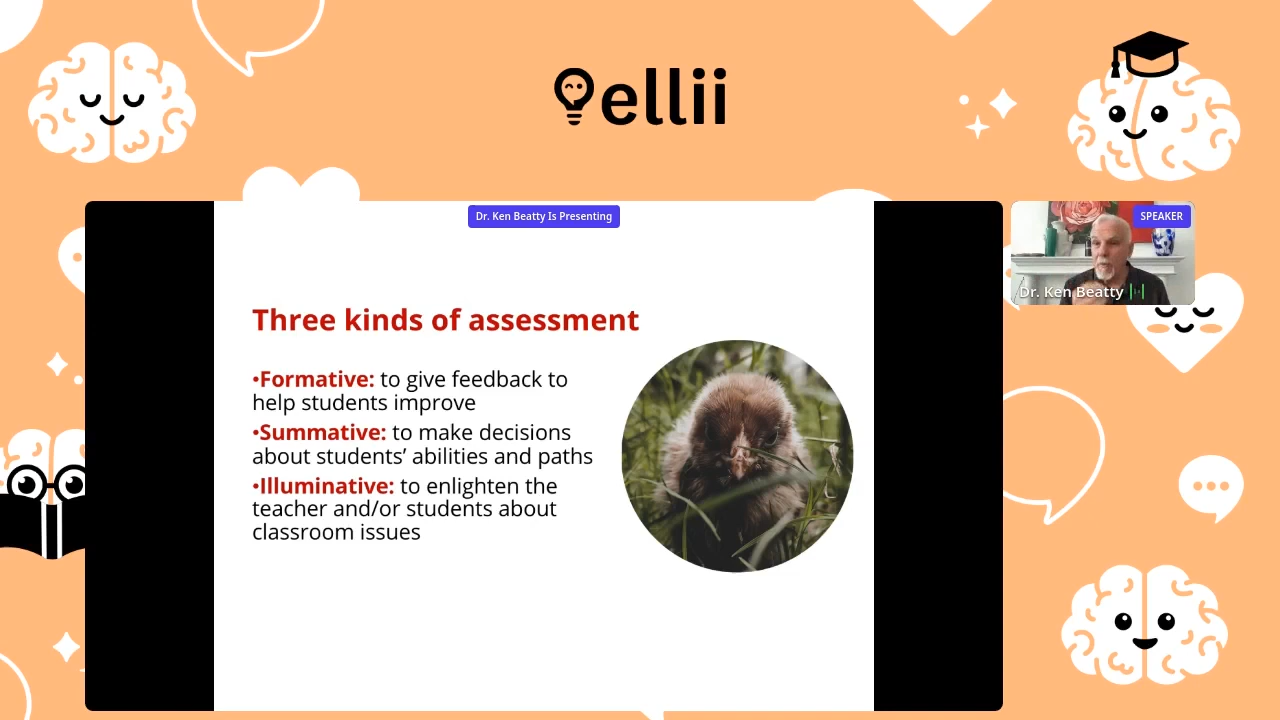 ellii
Dr. Ken Beatty Is Presenting
SPEAKER
Dr. Ken Beatty
Three kinds of assessment
•Formative: to give feedback to
help students improve
•Summative: to make decisions
about students’ abilities and paths
•Illuminative: to enlighten the
teacher and/or students about
classroom issues